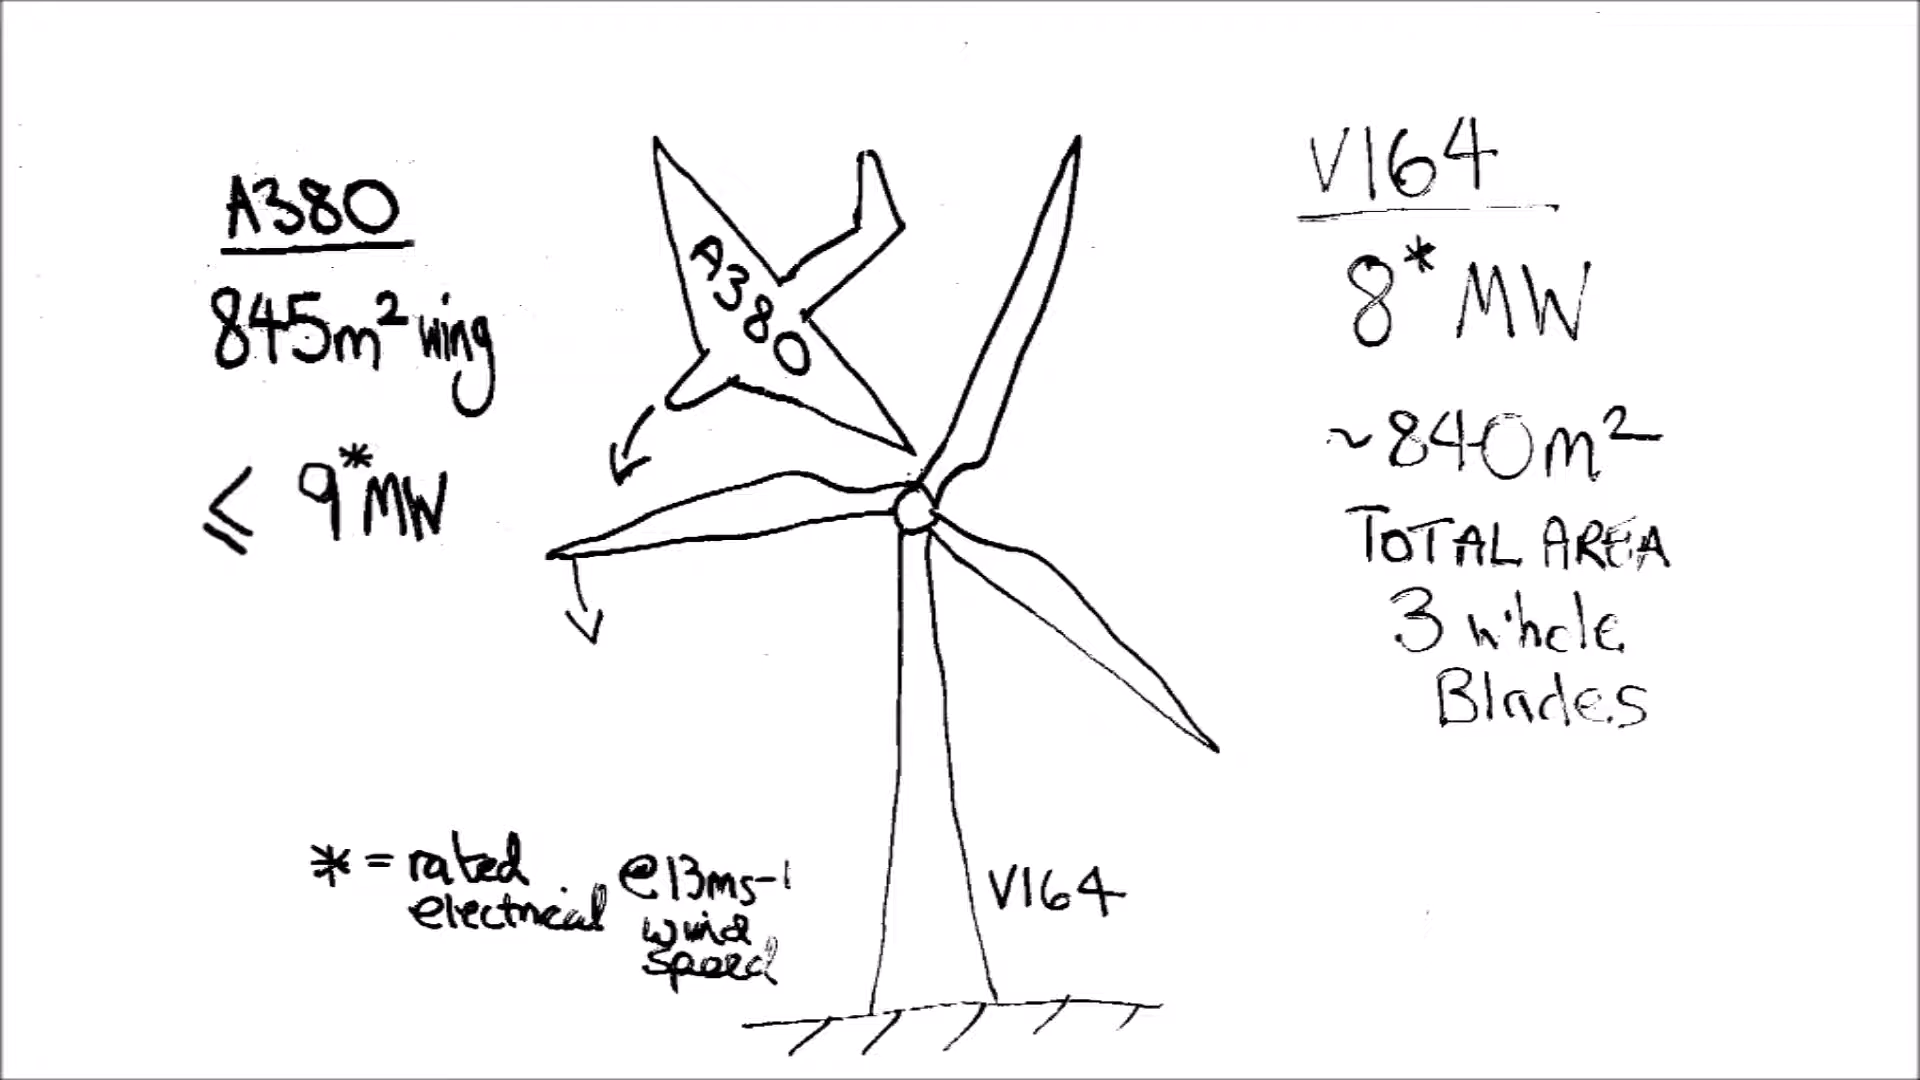 A380
845m² wing
≤ 9*MW
A380
V164
8*MW
~840m²
TOTAL AREA
3 whole
Blades
* = rated
electrical
@13ms-1
wind
speed
V164